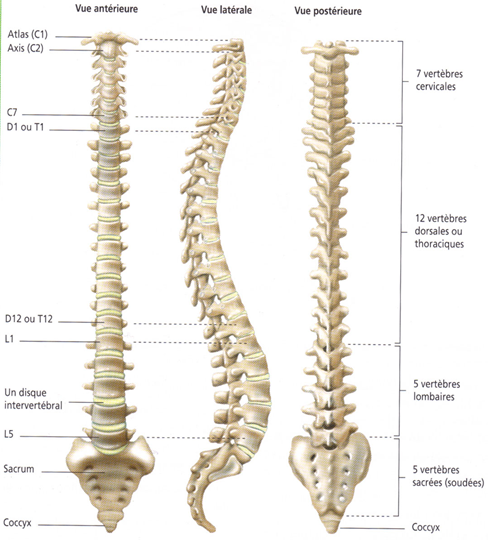 Vue antérieure
Vue latérale
Vue postérieure
Atlas (C1)
Axis (C2)
C7
D1 ou T1
D12 ou T12
L1
Un disque
intervertébral
L5
Sacrum
Coccyx
7 vertèbres
cervicales
12 vertèbres
dorsales ou
thoraciques
5 vertèbres
lombaires
5 vertèbres
sacrées (soudées)
Coccyx